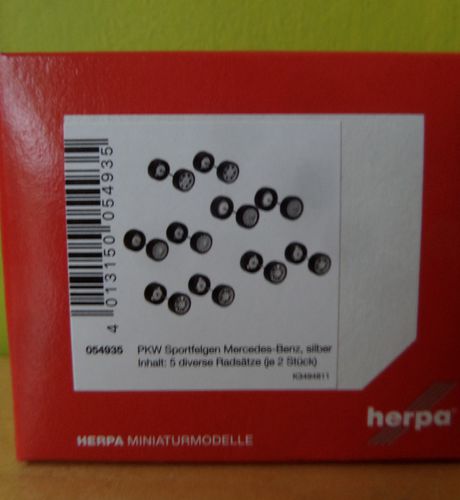 4 013150 054935
054935 PKW Sportfelgen Mercedes-Benz, silber
Inhalt: 5 diverse Radsätze (je 2 Stück)
herpa®
HERPA MINIATURMODELLE